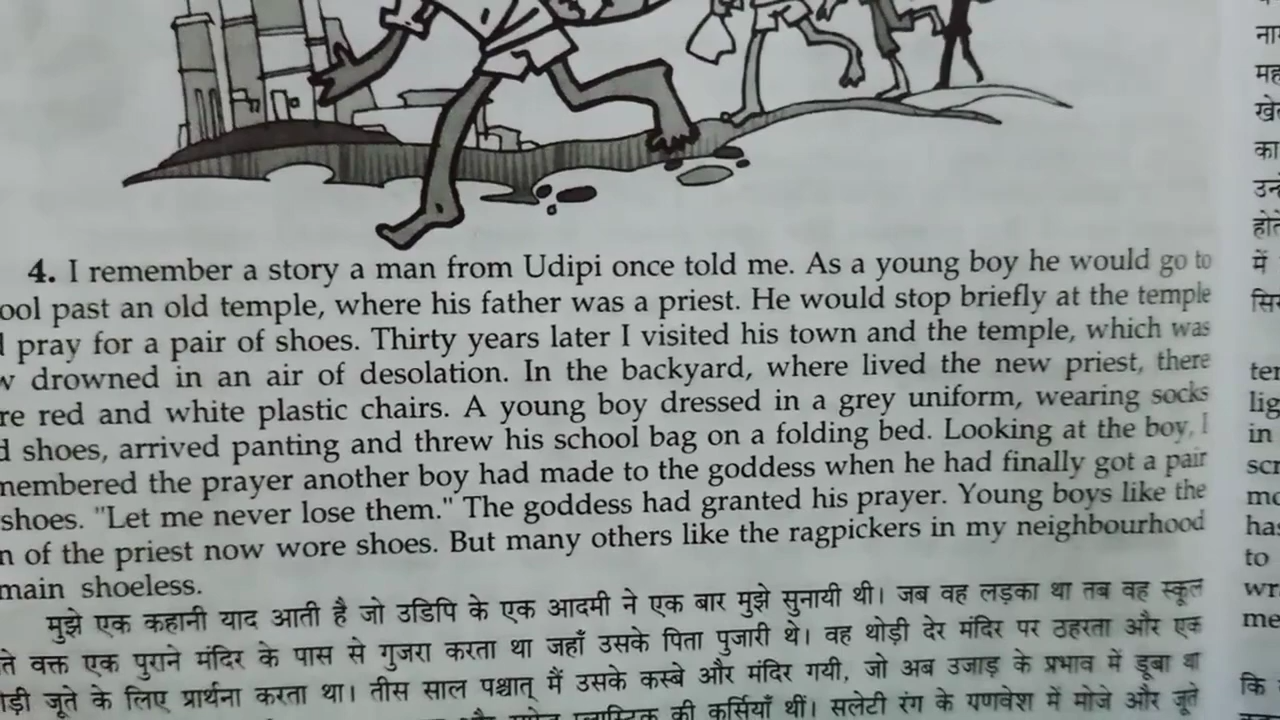 4. I remember a story a man from Udipi once told me. As a young boy he would go to
past an old temple, where his father was a priest. He would stop briefly at the temple
pray for a pair of shoes. Thirty years later I visited his town and the temple, which was
drowned in an air of desolation. In the backyard, where lived the new priest, there
red and white plastic chairs. A young boy dressed in a grey uniform, wearing socks
shoes, arrived panting and threw his school bag on a folding bed. Looking at the boy, I
the prayer another boy had made to the goddess when he had finally got a pair
shoes. "Let me never lose them." The goddess had granted his prayer. Young boys like the
of the priest now wore shoes. But many others like the ragpickers in my neighbourhood
shoeless.
मुझे एक कहानी याद आती है जो उडिपि के एक आदमी ने एक बार मुझे सुनायी थी। जब वह लड़का था तब वह स्कूल
वक्त एक पुराने मंदिर के पास से गुजरा करता था जहाँ उसके पिता पुजारी थे। वह थोड़ी देर मंदिर पर ठहरता और एक
जूते के लिए प्रार्थना करता था। तीस साल पश्चात् मैं उसके कस्बे और मंदिर गयी, जो अब उजाड़ के प्रभाव में डूबा था
की कुर्सियाँ थीं। सलेटी रंग के गणवेश में मोजे और जूते
में
to
in